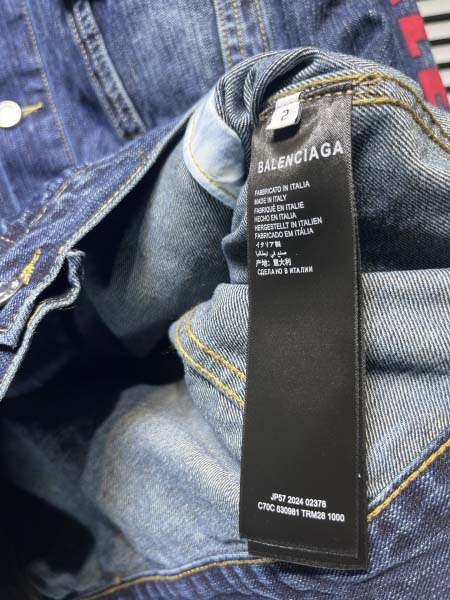 2
BALENCIAGA
FABRICATO IN ITALIA
MADE IN ITALY
FABRIQUÉ EN ITALIE
HECHO EN ITALIA
HERGESTELLT IN ITALIEN
FABRICADO EM ITÁLIA
イタリア製
صنع في إيطاليا
产地：意大利
СДЕЛАНО В ИТАЛИИ
JP57 2024 02378
C70C 830981 TRM28 1000